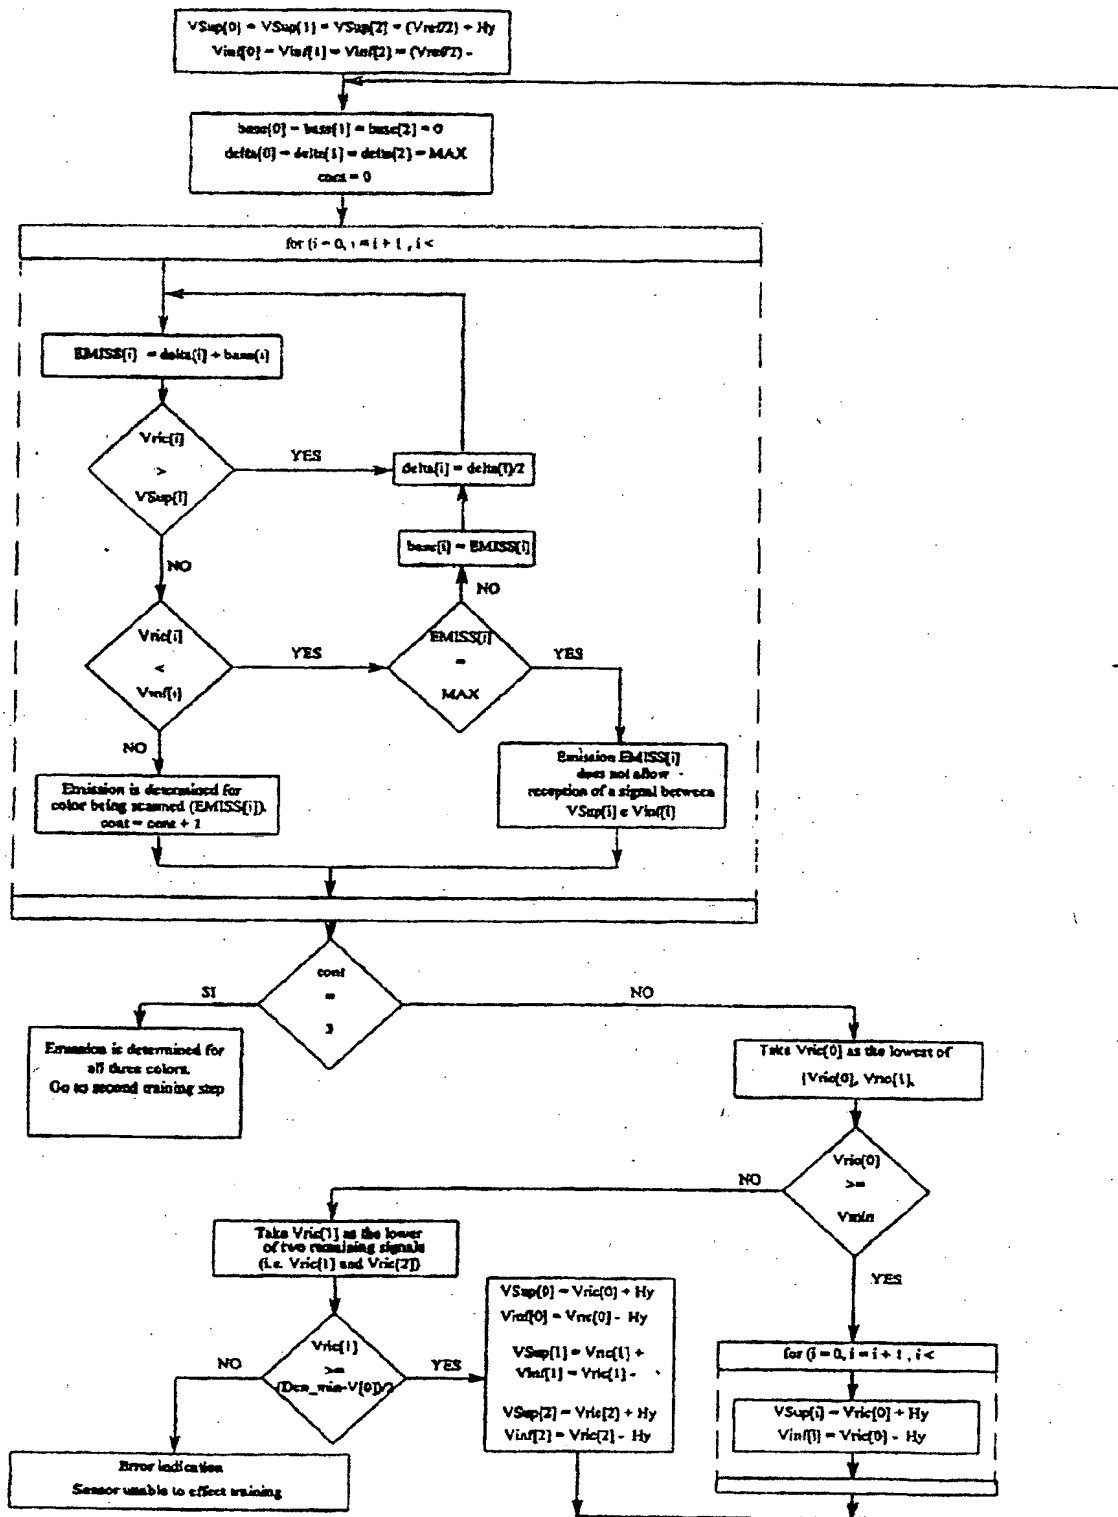 VSup[0] = VSup[1] = VSup[2] = (Vref/2) + Hy
Vinf[0] = Vinf[1] = Vinf[2] = (Vref/2) -
base[0] = base[1] = base[2] = 0
delta[0] = delta[1] = delta[2] = MAX
cont = 0
for (i = 0, i = i + 1 , i <
EMISS[i] = delta[i] + base[i]
Vric[i]
>
VSup[i]
YES
delta[i] = delta[i]/2
base[i] = EMISS[i]
NO
NO
Vric[i]
<
Vinf[i]
YES
EMISS[i]
=
MAX
YES
NO
Emission is determined for
color being scanned (EMISS[i]).
cont = cont + 1
Emission EMISS[i]
does not allow
reception of a signal between
VSup[i] e Vinf[i]
cont
=
3
SI
NO
Emission is determined for
all three colors.
Go to second training step
Take Vric[0] as the lowest of
{Vric[0], Vric[1],
Vric[0]
>=
Vmin
NO
YES
Take Vric[1] as the lower
of two remaining signals
(i.e. Vric[1] and Vric[2])
Vric[1]
>=
(Den_min-V[0])/2
NO
YES
VSup[0] = Vric[0] + Hy
Vinf[0] = Vric[0] - Hy
VSup[1] = Vric[1] +
Vinf[1] = Vric[1] -
VSup[2] = Vric[2] + Hy
Vinf[2] = Vric[2] - Hy
for (i = 0, i = i + 1 , i <
VSup[i] = Vric[0] + Hy
Vinf[i] = Vric[0] - Hy
Error indication
Sensor unable to effect training